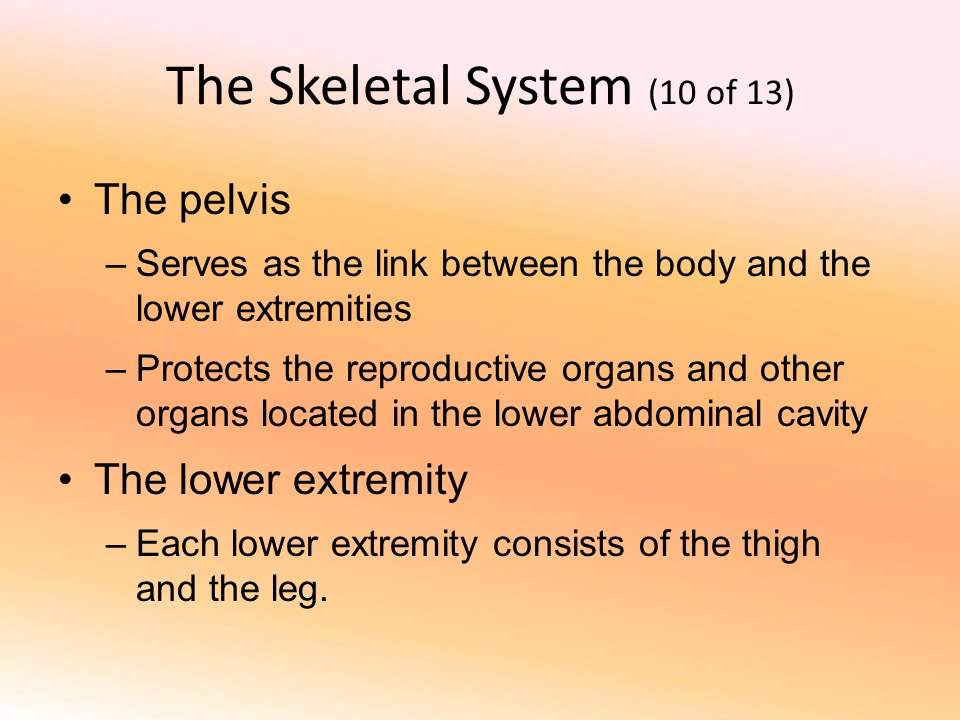 The Skeletal System (10 of 13)
• The pelvis
– Serves as the link between the body and the
lower extremities
– Protects the reproductive organs and other
organs located in the lower abdominal cavity
• The lower extremity
– Each lower extremity consists of the thigh
and the leg.